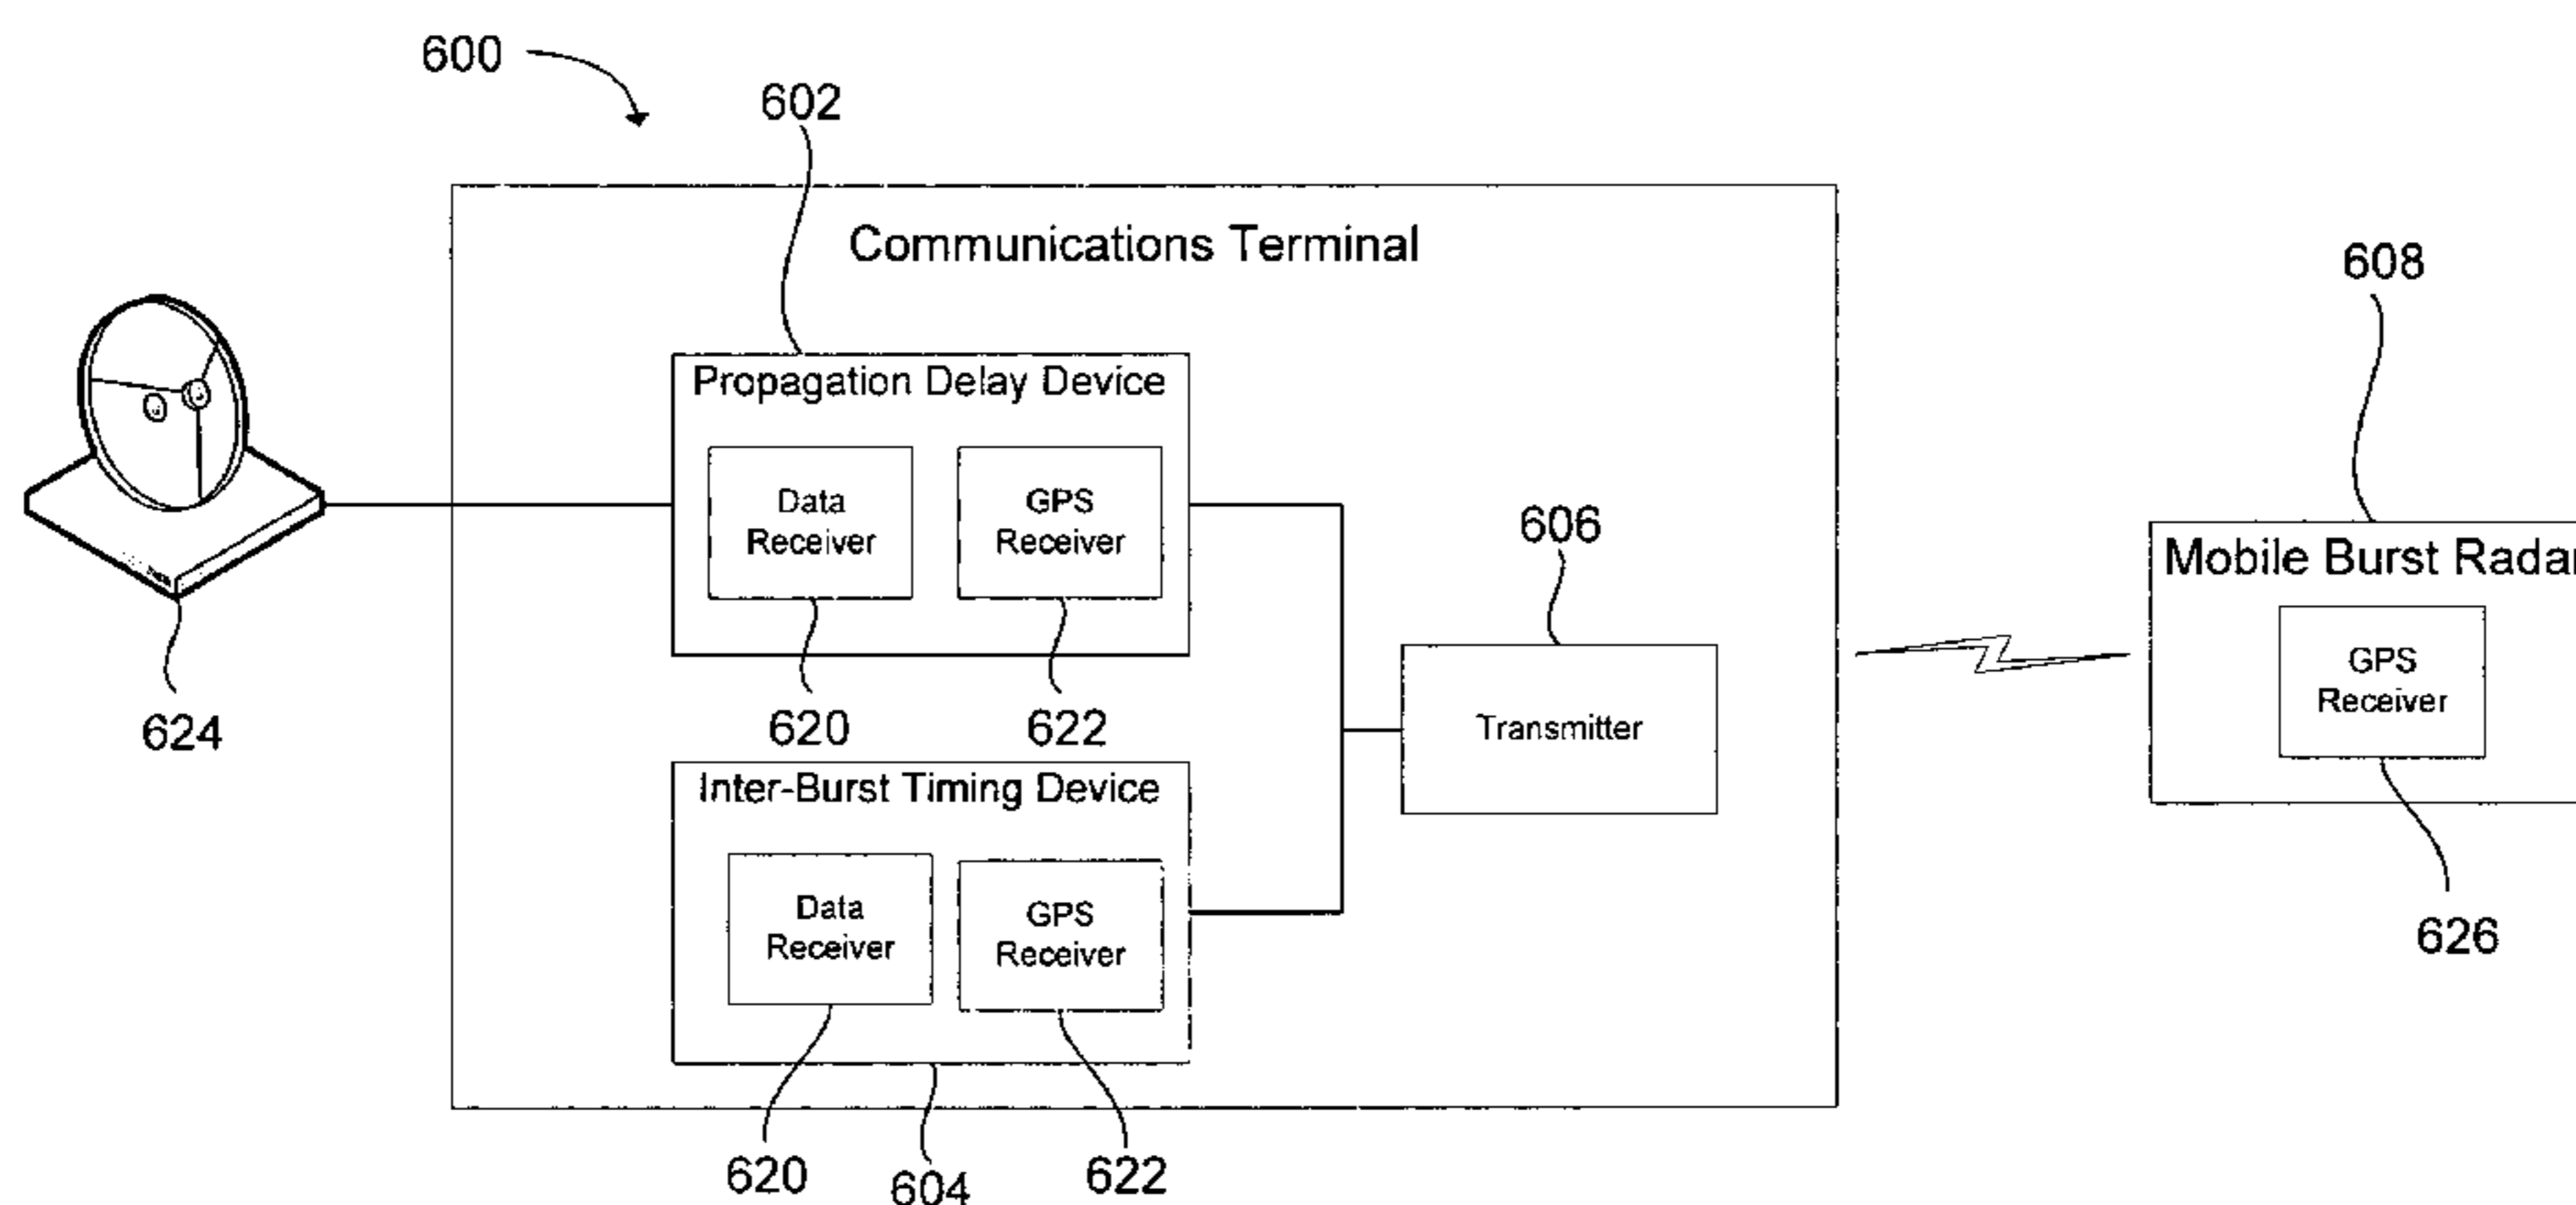 600
602
Communications Terminal
608
Propagation Delay Device
Mobile Burst Radar
Data
Receiver
GPS
Receiver
606
GPS
Receiver
624
620
622
Transmitter
Inter-Burst Timing Device
Data
Receiver
GPS
Receiver
626
620
604
622